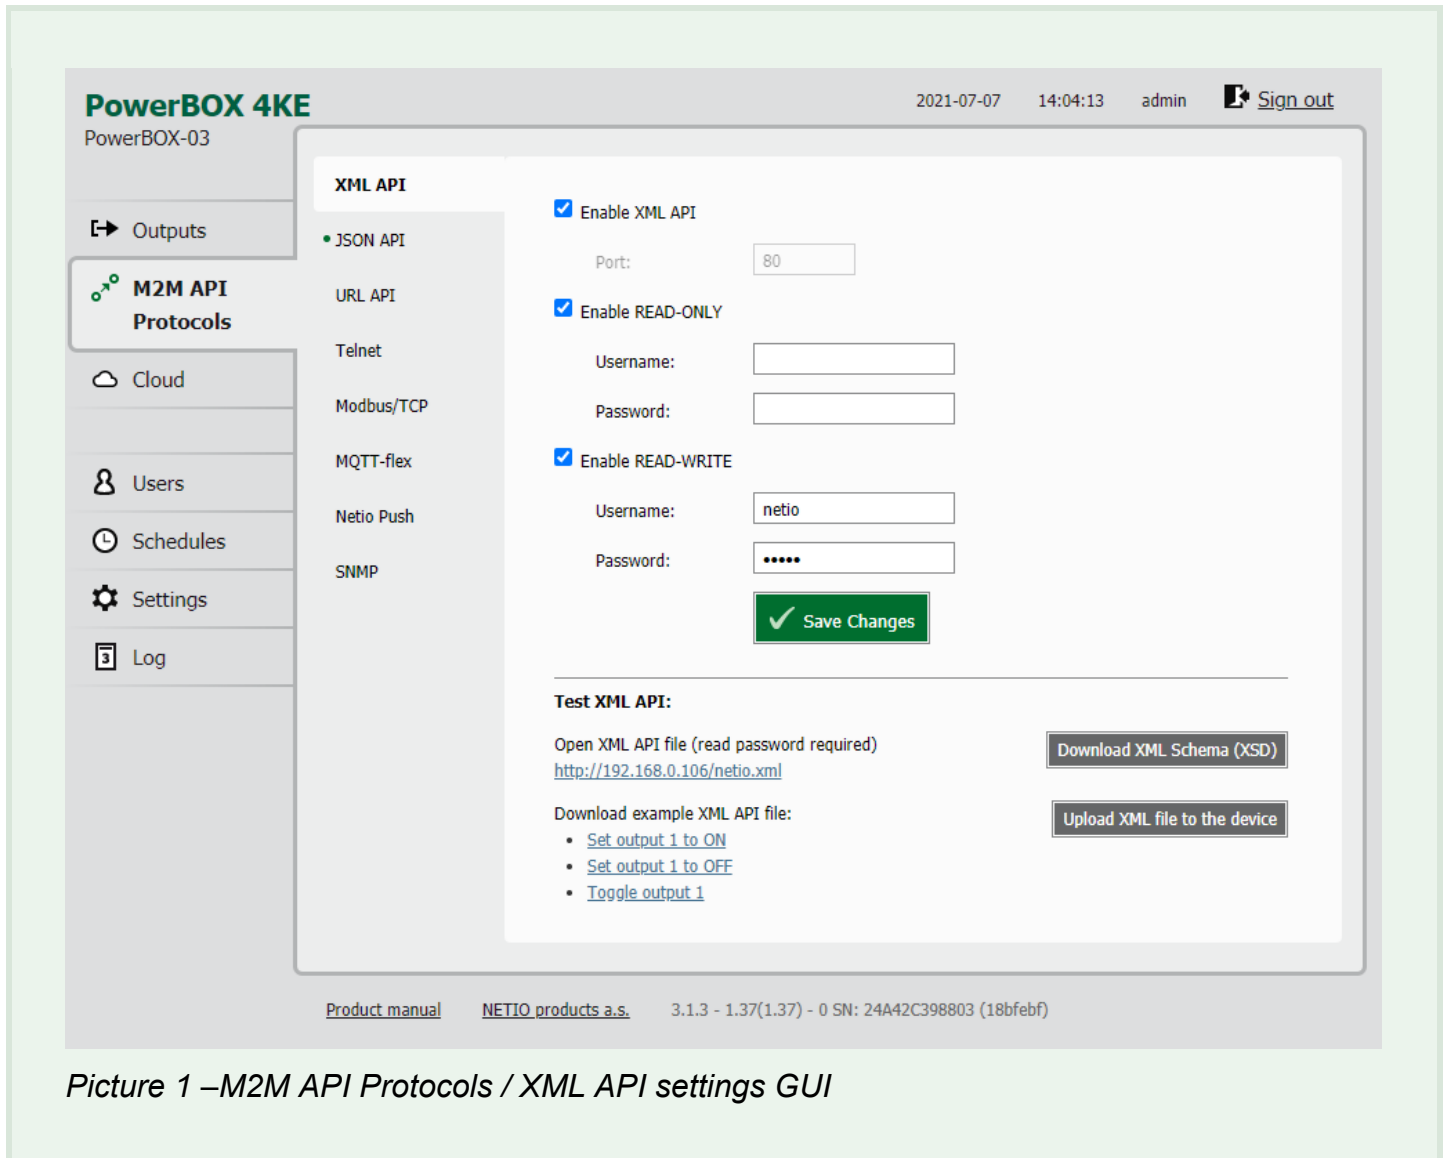 PowerBOX 4KE
PowerBOX-03
2021-07-07 14:04:13 admin Sign out
Outputs
M2M API
Protocols
Cloud
Users
Schedules
Settings
3 Log
XML API
• JSON API
URL API
Telnet
Modbus/TCP
MQTT-flex
Netio Push
SNMP
Enable XML API
Port: 80
Enable READ-ONLY
Username:
Password:
Enable READ-WRITE
Username: netio
Password: •••••
Save Changes
Test XML API:
Open XML API file (read password required)
http://192.168.0.106/netio.xml
Download XML Schema (XSD)
Download example XML API file:
• Set output 1 to ON
• Set output 1 to OFF
• Toggle output 1
Upload XML file to the device
Product manual NETIO products a.s. 3.1.3 - 1.37(1.37) - 0 SN: 24A42C398803 (18bfebf)
Picture 1 –M2M API Protocols / XML API settings GUI